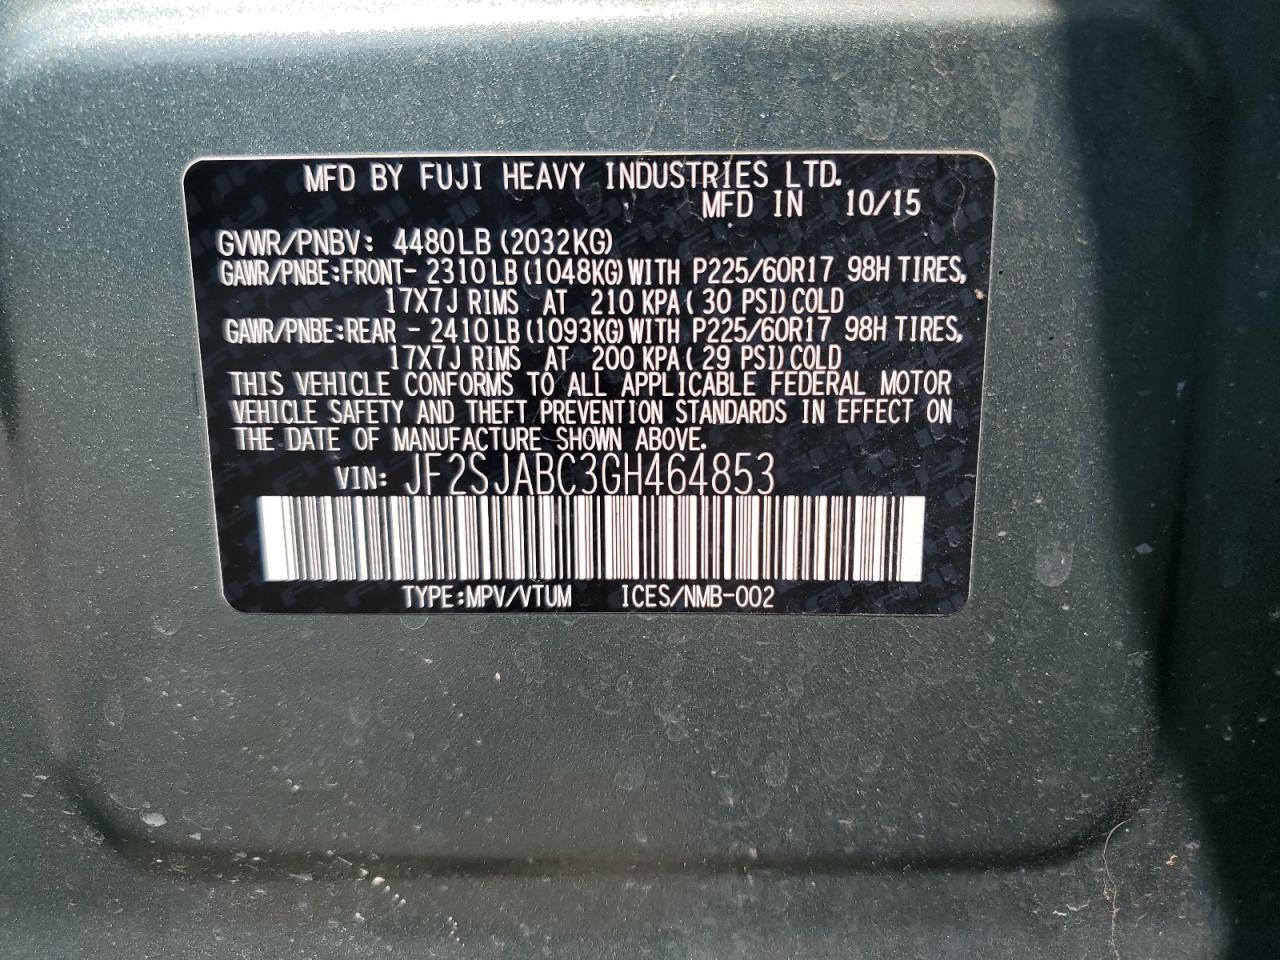 MFD BY FUJI HEAVY INDUSTRIES LTD.
MFD IN 10/15
GVWR/PNBV: 4480LB (2032KG)
GAWR/PNBE:FRONT- 2310LB (1048KG) WITH P225/60R17 98H TIRES,
17X7J RIMS AT 210 KPA (30 PSI) COLD
GAWR/PNBE:REAR - 2410LB (1093KG) WITH P225/60R17 98H TIRES,
17X7J RIMS AT 200 KPA (29 PSI) COLD
THIS VEHICLE CONFORMS TO ALL APPLICABLE FEDERAL MOTOR
VEHICLE SAFETY AND THEFT PREVENTION STANDARDS IN EFFECT ON
THE DATE OF MANUFACTURE SHOWN ABOVE.
VIN: JF2SJABC3GH464853
TYPE:MPV/VTUM ICES/NMB-002